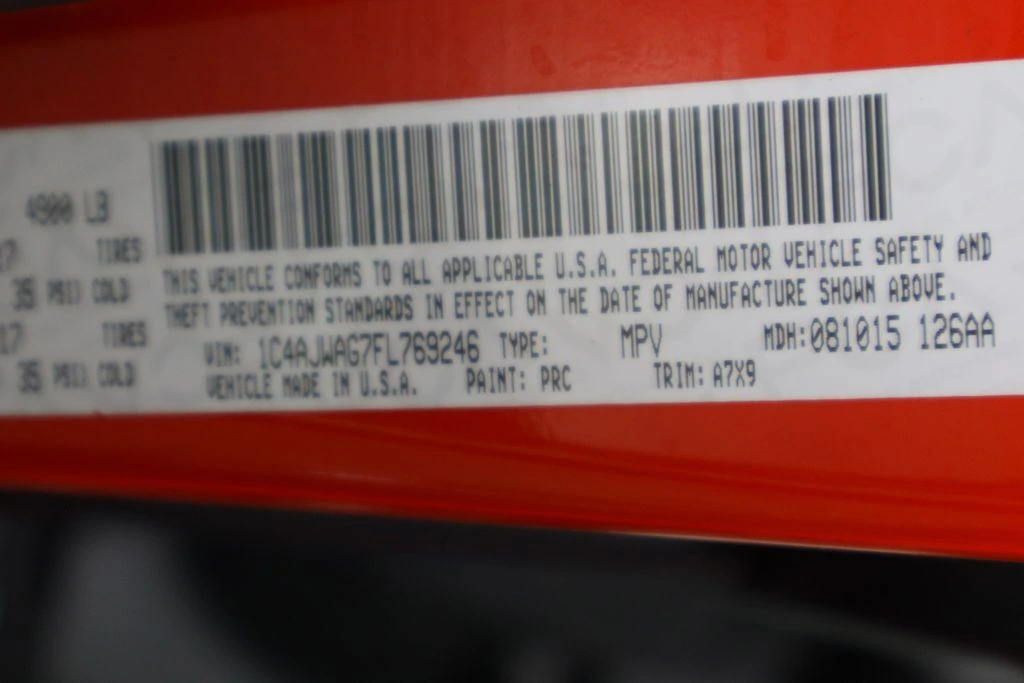 4900 LB
17 TIRES
35 PSI) COLD
17 TIRES
35 PSI) COLD
THIS VEHICLE CONFORMS TO ALL APPLICABLE U.S.A. FEDERAL MOTOR VEHICLE SAFETY AND
THEFT PREVENTION STANDARDS IN EFFECT ON THE DATE OF MANUFACTURE SHOWN ABOVE.
VIN: 1C4AJWAG7FL769246 TYPE: MPV MDH:081015 126AA
VEHICLE MADE IN U.S.A. PAINT: PRC TRIM: A7X9